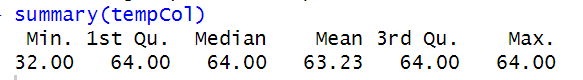 summary(tempCol)
Min. 1st Qu. Median Mean 3rd Qu. Max.
32.00 64.00 64.00 63.23 64.00 64.00